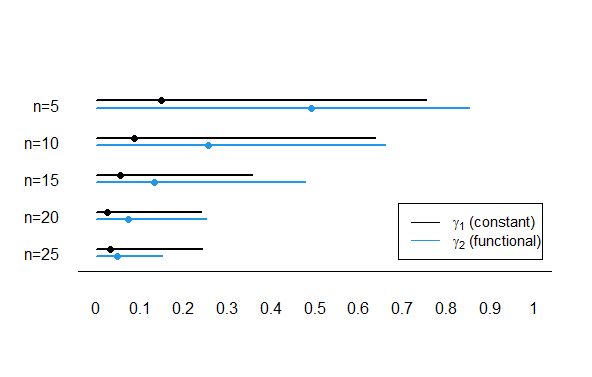 n=5
n=10
n=15
n=20
n=25
γ1 (constant)
γ2 (functional)
0 0.1 0.2 0.3 0.4 0.5 0.6 0.7 0.8 0.9 1